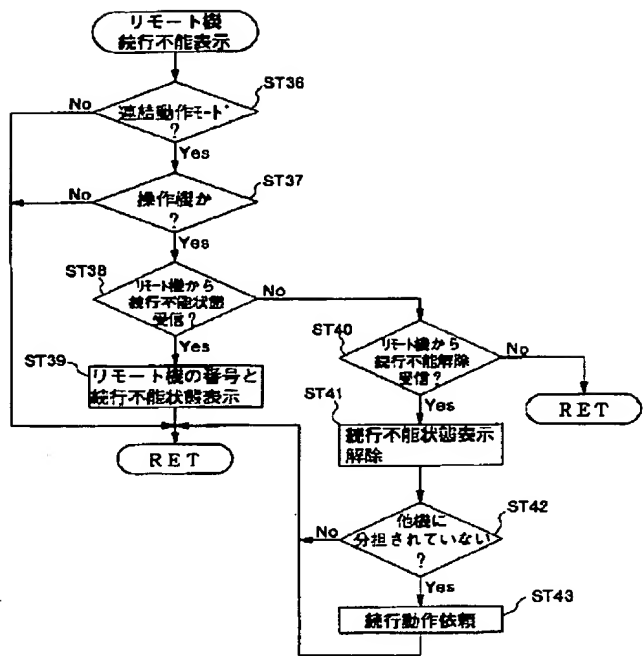 リモート機
続行不能表示
ST36
No
連結動作モード
?
Yes
ST37
No
操作機か
?
Yes
ST38
リモート機から
続行不能状態
受信?
No
Yes
ST39
リモート機の番号と
続行不能状態表示
RET
ST40
リモート機から
続行不能解除
受信?
No
RET
Yes
ST41
続行不能状態表示
解除
ST42
他機に
分担されていない
?
No
Yes
ST43
続行動作依頼